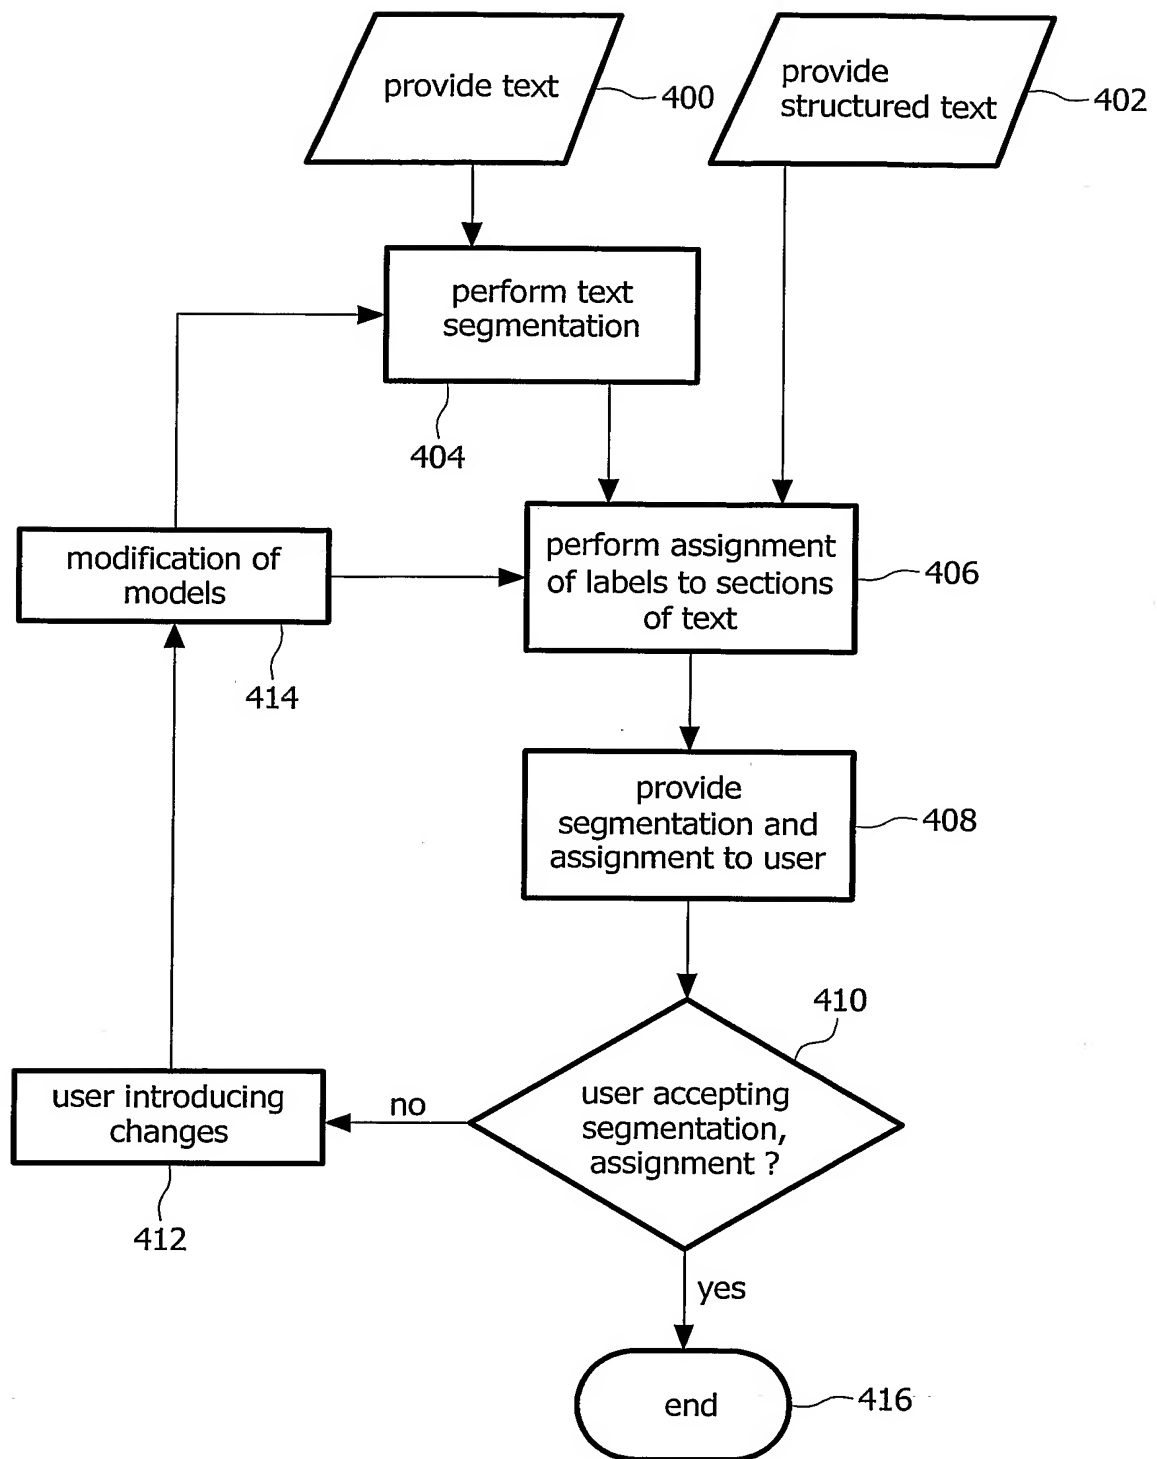 provide text
400
provide
structured text
402
perform text
segmentation
404
modification of
models
414
perform assignment
of labels to sections
of text
406
provide
segmentation and
assignment to user
408
410
user accepting
segmentation,
assignment ?
no
user introducing
changes
412
yes
end
416